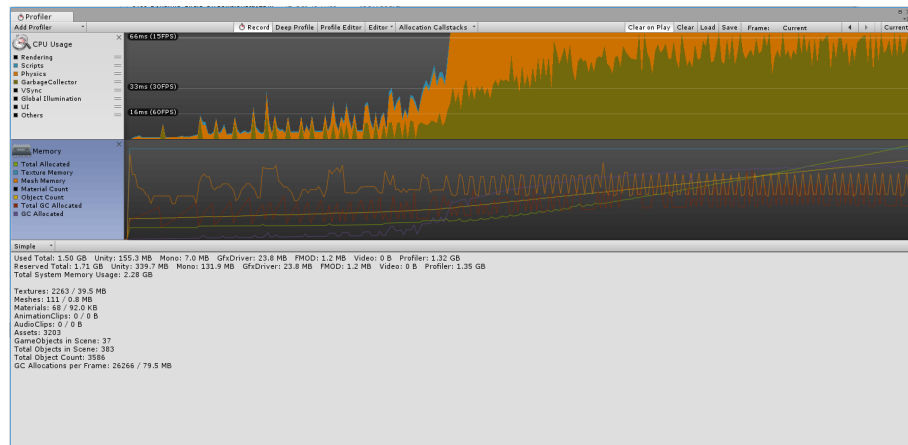 Profiler
Add Profiler Record Deep Profile Profile Editor Editor Allocation Callstacks Clear on Play Clear Load Save Frame: Current Current
CPU Usage
Rendering
Scripts
Physics
GarbageCollector
VSync
Global Illumination
UI
Others
66ms (15FPS)
33ms (30FPS)
16ms (60FPS)
Memory
Total Allocated
Texture Memory
Mesh Memory
Material Count
Object Count
Total GC Allocated
GC Allocated
Simple
Used Total: 1.50 GB Unity: 155.3 MB Mono: 7.0 MB GfxDriver: 23.8 MB FMOD: 1.2 MB Video: 0 B Profiler: 1.32 GB
Reserved Total: 1.71 GB Unity: 339.7 MB Mono: 131.9 MB GfxDriver: 23.8 MB FMOD: 1.2 MB Video: 0 B Profiler: 1.35 GB
Total System Memory Usage: 2.28 GB
Textures: 2263 / 39.5 MB
Meshes: 111 / 0.8 MB
Materials: 68 / 92.0 KB
AnimationClips: 0 / 0 B
AudioClips: 0 / 0 B
Assets: 3203
GameObjects in Scene: 37
Total Objects in Scene: 383
Total Object Count: 3586
GC Allocations per Frame: 26266 / 79.5 MB